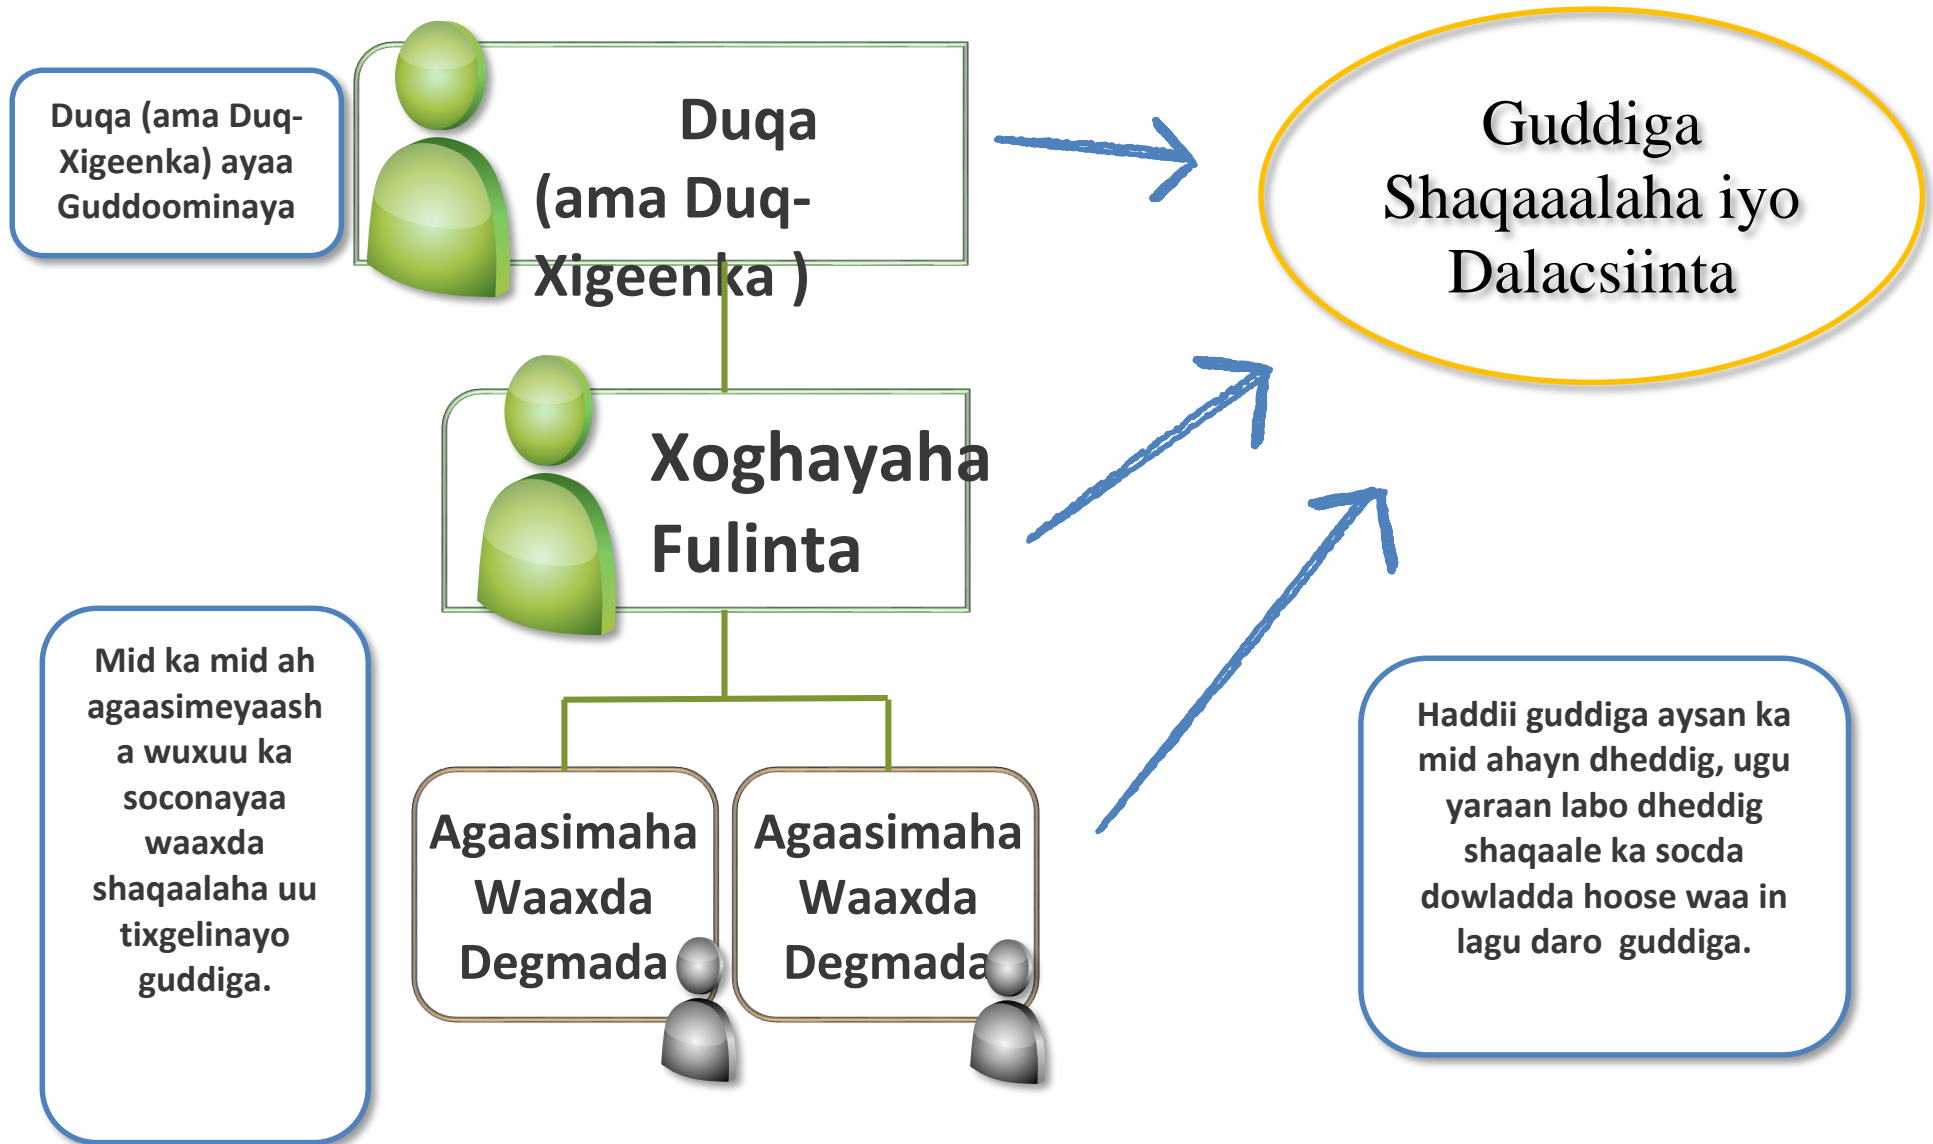 Duqa (ama Duq-
Xigeenka) ayaa
Guddoominaya
Duqa
(ama Duq-
Xigeenka )
Guddiga
Shaqaaalaha iyo
Dalacsiinta
Xoghayaha
Fulinta
Mid ka mid ah
agaasimeyaash
a wuxuu ka
soconayaa
waaxda
shaqaalaha uu
tixgelinayo
guddiga.
Agaasimaha
Waaxda
Degmada
Agaasimaha
Waaxda
Degmada
Haddii guddiga aysan ka
mid ahayn dheddig, ugu
yaraan labo dheddig
shaqaale ka socda
dowladda hoose waa in
lagu daro  guddiga.